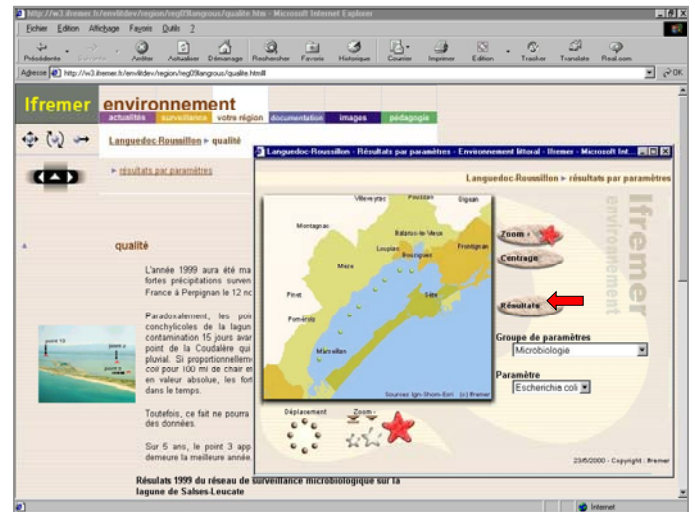 http://w3.ifremer.fr/envlitdev/region/reg09langrous/qualite.htm - Microsoft Internet Explorer
Fichier Edition Affichage Favoris Outils ?
Précédente Suivante Arrêter Actualiser Démarrage Rechercher Favoris Historique Courrier Imprimer Edition Tracker Translate Real.com
Adresse http://w3.ifremer.fr/envlitdev/region/reg09langrous/qualite.html# OK
Ifremer environnement
actualités surveillance votre région documentation images pédagogie
Languedoc-Roussillon qualité
résultats par paramètres
qualité
L'année 1999 aura été ma
fortes précipitations surven
France à Perpignan le 12 no
Paradoxalement, les poi
conchylicoles de la lagun
contamination 15 jours avar
point de la Coudalère qui
pluvial. Si proportionnellem
coli pour 100 ml de chair et
en valeur absolue, les fort
dans le temps.
Toutefois, ce fait ne pourra
des données.
Sur 5 ans, le point 3 app
demeure la meilleure année.
Résulats 1999 du réseau de surveillance microbiologique sur la
lagune de Salses-Leucate
Languedoc-Roussillon - Résultats par paramètres - Environnement littoral - Ifremer - Microsoft Int...
Languedoc-Roussillon résultats par paramètres
Villeveyrac Poussan Gigean
Montagnac
Balaruc-le-Vieux
Loupian
Bouzigues
Frontignan
Mèze
Pinet
Sète
Pomérols
Marseillan
Sources Ign-Shom-Esri (c) Ifremer
Zoom +
Centrage
Résultats
Ifremer
environnement
Groupe de paramètres
Microbiologie
Paramètre
Escherichia coli
Déplacement Zoom -
23/5/2000 - Copyright : Ifremer
Internet